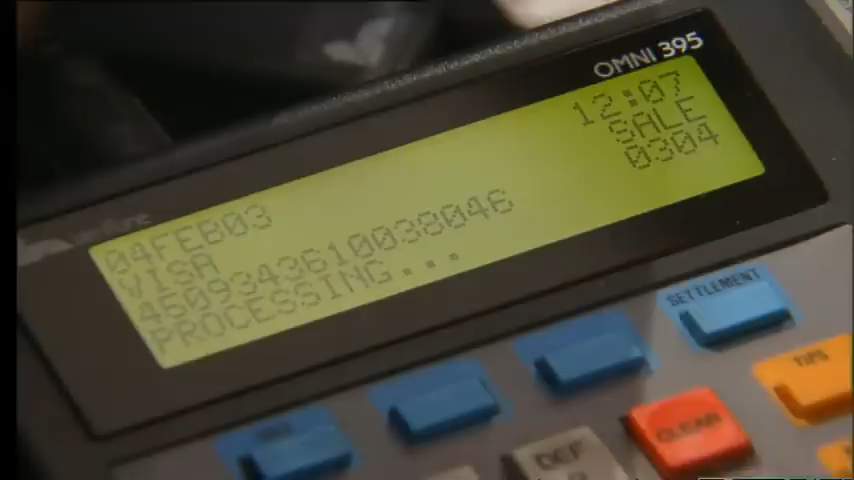 OMNI 395
12:07
SALE
0304
04FEB03
VISA
4509343610038046
PROCESSING...
SETTLEMENT
TIPS
CLEAR
DEF